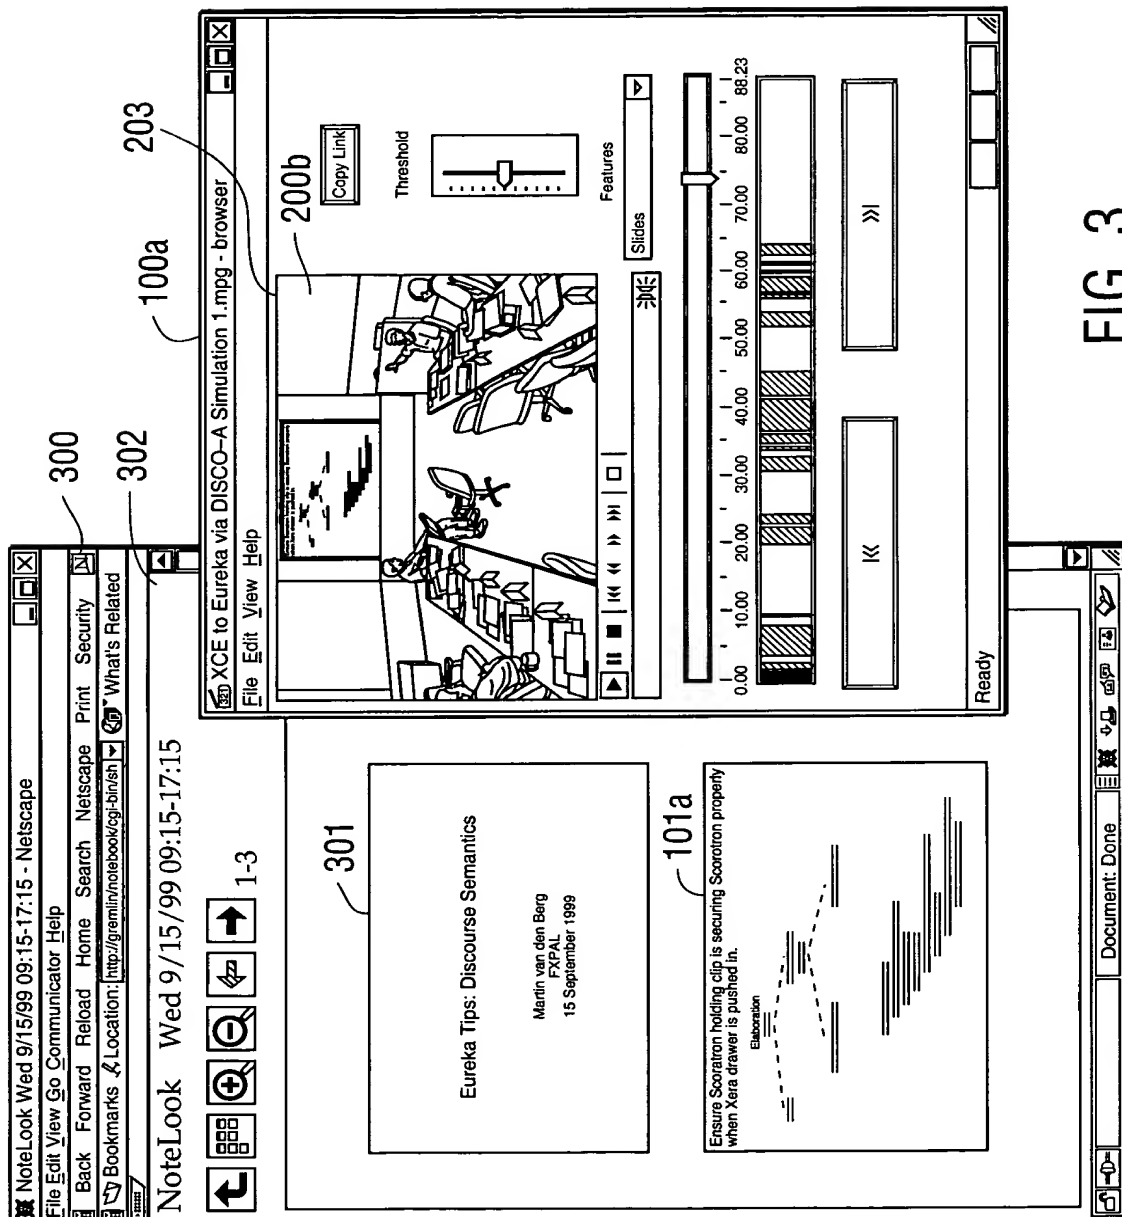 NoteLook Wed 9/15/99 09:15-17:15 - Netscape
File Edit View Go Communicator Help
Back Forward Reload Home Search Netscape Print Security
N
Bookmarks Location: http://gremlin/notebook/cgi-bin/sh What's Related
NoteLook Wed 9/15/99 09:15-17:15
1-3
300
302
301
Eureka Tips: Discourse Semantics
Martin van den Berg
FXPAL
15 September 1999
101a
Ensure Scoratron holding clip is securing Scorotron properly
when Xera drawer is pushed in.
Elaboration
Document: Done
100a
203
321 XCE to Eureka via DISCO–A Simulation 1.mpg - browser
File Edit View Help
200b
Copy Link
Threshold
Features
Slides
0.00 10.00 20.00 30.00 40.00 50.00 60.00 70.00 80.00 88.23
Ready
FIG. 3